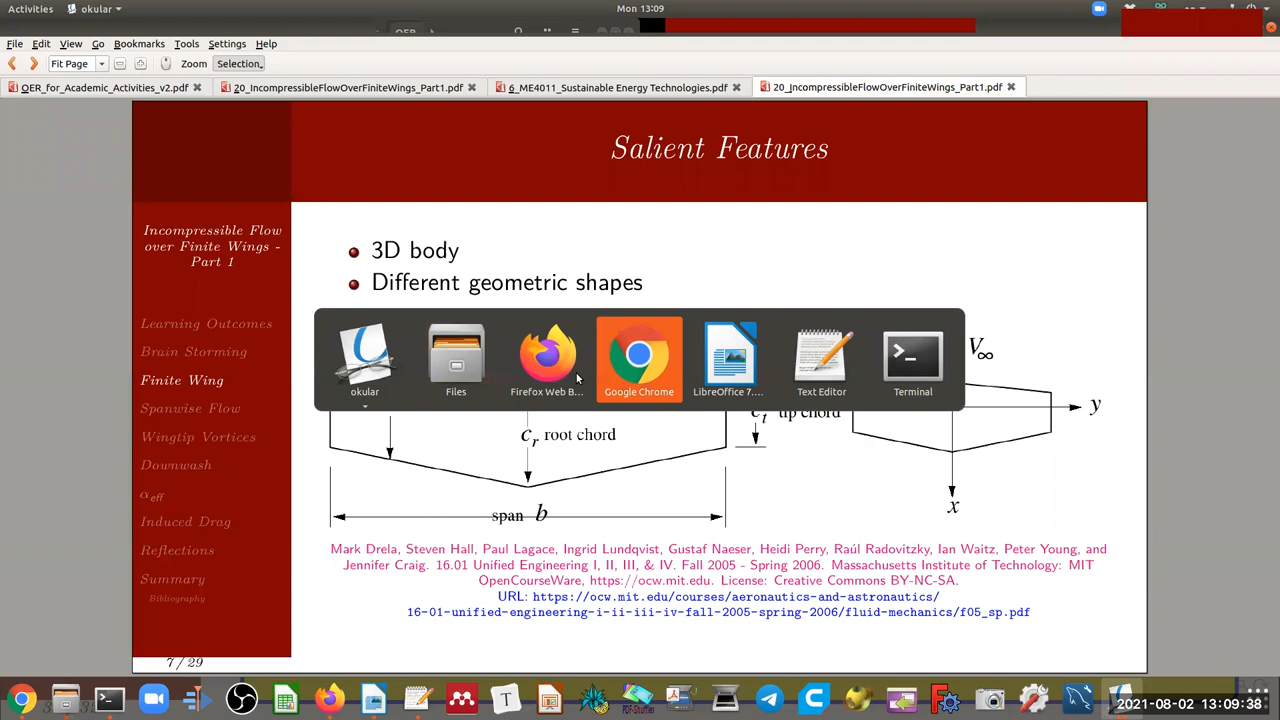 Activities okular Mon 13:09
File Edit View Go Bookmarks Tools Settings Help
Fit Page Zoom Selection
OER_for_Academic_Activities_v2.pdf 20_IncompressibleFlowOverFiniteWings_Part1.pdf 6_ME4011_Sustainable Energy Technologies.pdf 20_IncompressibleFlowOverFiniteWings_Part1.pdf
Salient Features
Incompressible Flow
over Finite Wings -
Part 1
3D body
Different geometric shapes
Learning Outcomes
Brain Storming
Finite Wing
Spanwise Flow
Wingtip Vortices
Downwash
αeff
Induced Drag
Reflections
Summary
Bibliography
7/29
okular Files Firefox Web B... Google Chrome LibreOffice 7.... Text Editor Terminal
V∞
y
ct tip chord
cr root chord
x
span b
Mark Drela, Steven Hall, Paul Lagace, Ingrid Lundqvist, Gustaf Naeser, Heidi Perry, Raúl Radovitzky, Ian Waitz, Peter Young, and
Jennifer Craig. 16.01 Unified Engineering I, II, III, & IV. Fall 2005 - Spring 2006. Massachusetts Institute of Technology: MIT
OpenCourseWare, https://ocw.mit.edu. License: Creative Commons BY-NC-SA.
URL: https://ocw.mit.edu/courses/aeronautics-and-astronautics/
16-01-unified-engineering-i-ii-iii-iv-fall-2005-spring-2006/fluid-mechanics/f05_sp.pdf
2021-08-02 13:09:38